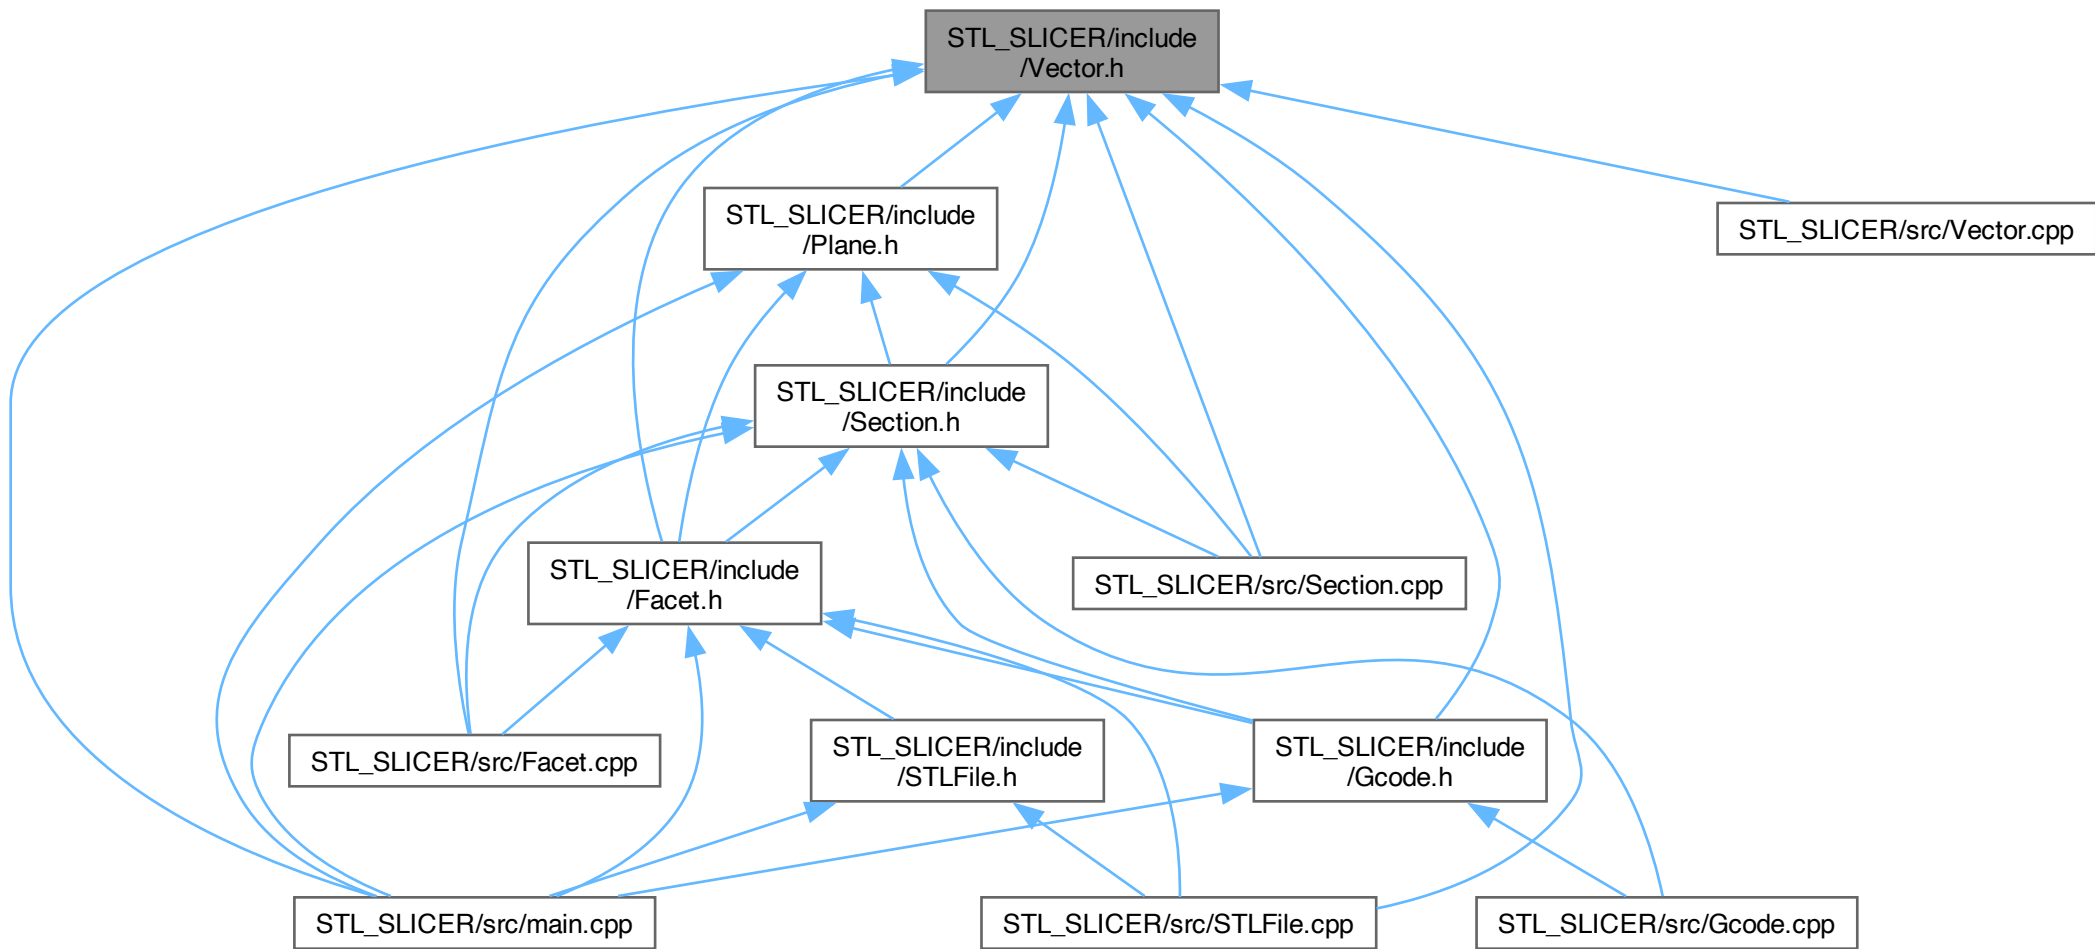 STL_SLICER/include
/Vector.h
STL_SLICER/include
/Plane.h
STL_SLICER/src/Vector.cpp
STL_SLICER/include
/Section.h
STL_SLICER/include
/Facet.h
STL_SLICER/src/Section.cpp
STL_SLICER/src/Facet.cpp
STL_SLICER/include
/STLFile.h
STL_SLICER/include
/Gcode.h
STL_SLICER/src/main.cpp
STL_SLICER/src/STLFile.cpp
STL_SLICER/src/Gcode.cpp